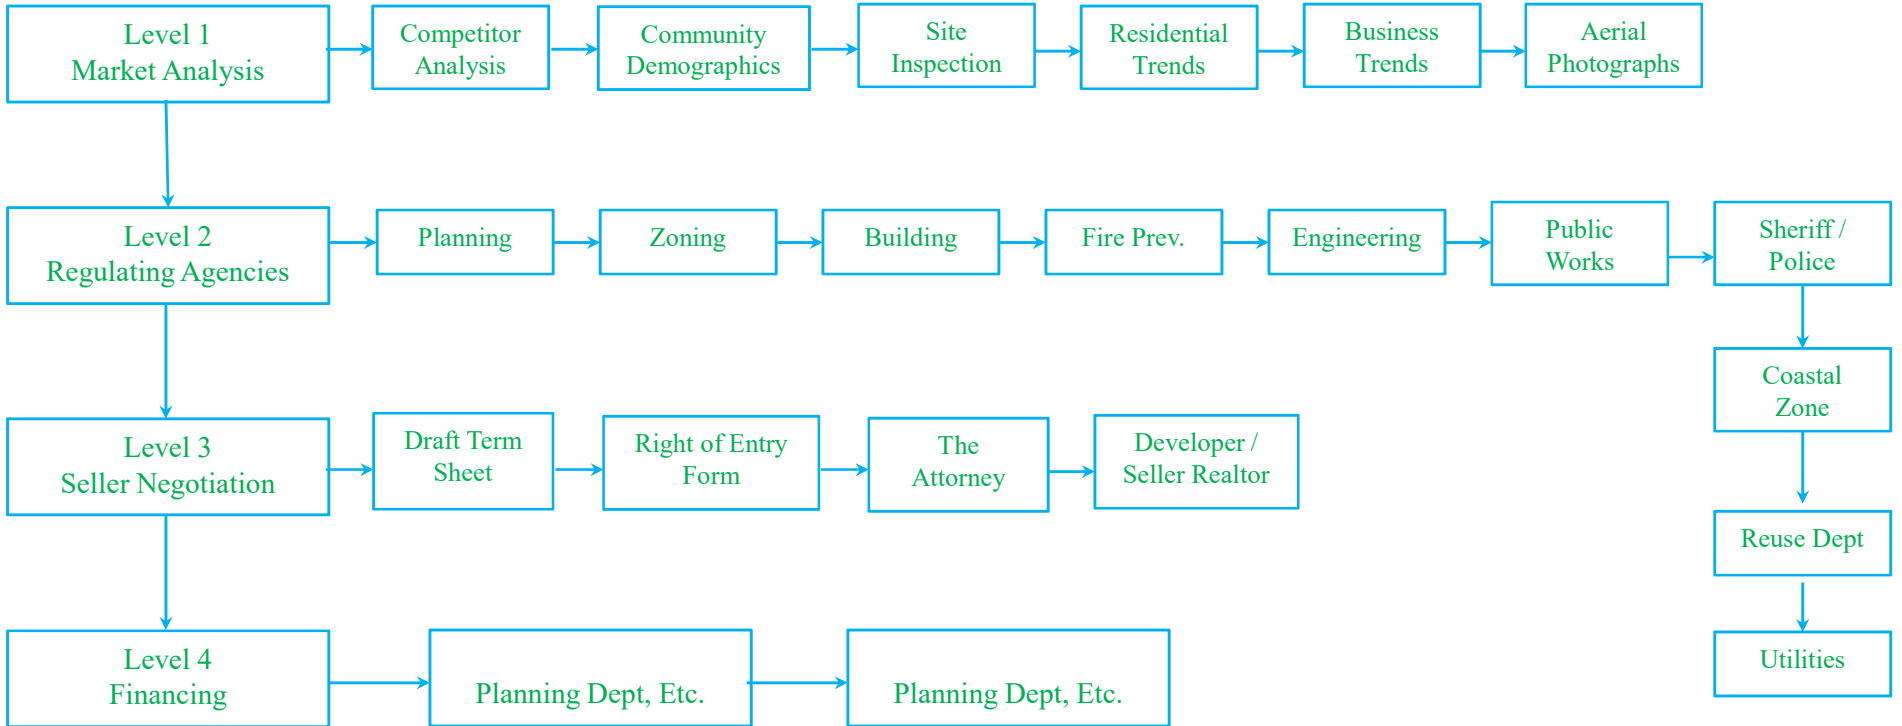 Level 1
Market Analysis
Competitor
Analysis
Community
Demographics
Site
Inspection
Residential
Trends
Business
Trends
Aerial
Photographs
Level 2
Regulating Agencies
Planning
Zoning
Building
Fire Prev.
Engineering
Public
Works
Sheriff /
Police
Coastal
Zone
Reuse Dept
Utilities
Level 3
Seller Negotiation
Draft Term
Sheet
Right of Entry
Form
The
Attorney
Developer /
Seller Realtor
Level 4
Financing
Planning Dept, Etc.
Planning Dept, Etc.